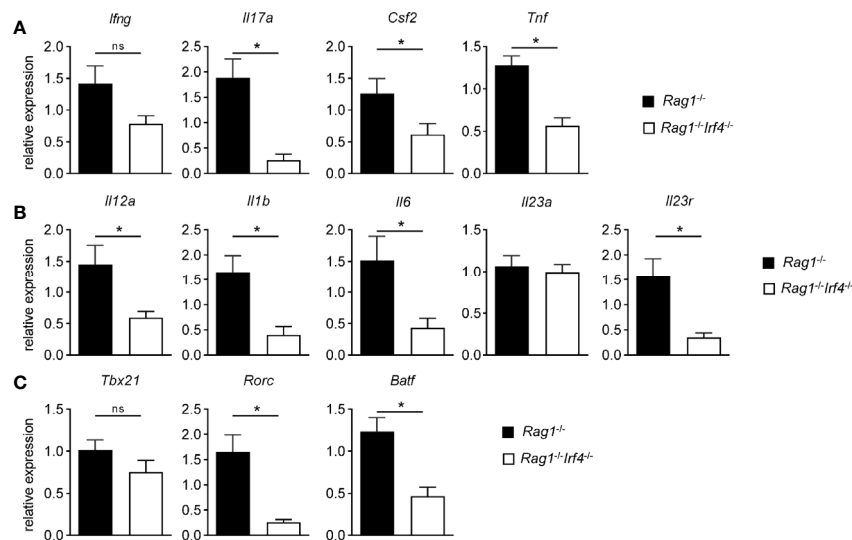 A
Ifng
Il17a
Csf2
Tnf
relative expression
2.0
1.5
1.0
0.5
0.0
ns
2.5
2.0
1.5
1.0
0.5
0.0
*
2.0
1.5
1.0
0.5
0.0
*
1.5
1.0
0.5
0.0
*
Rag1-/-
Rag1-/-Irf4-/-
B
Il12a
Il1b
Il6
Il23a
Il23r
relative expression
2.0
1.5
1.0
0.5
0.0
*
2.5
2.0
1.5
1.0
0.5
0.0
*
2.0
1.5
1.0
0.5
0.0
*
1.5
1.0
0.5
0.0
2.5
2.0
1.5
1.0
0.5
0.0
*
Rag1-/-
Rag1-/-Irf4-/-
C
Tbx21
Rorc
Batf
relative expression
1.5
1.0
0.5
0.0
ns
2.5
2.0
1.5
1.0
0.5
0.0
*
1.5
1.0
0.5
0.0
*
Rag1-/-
Rag1-/-Irf4-/-